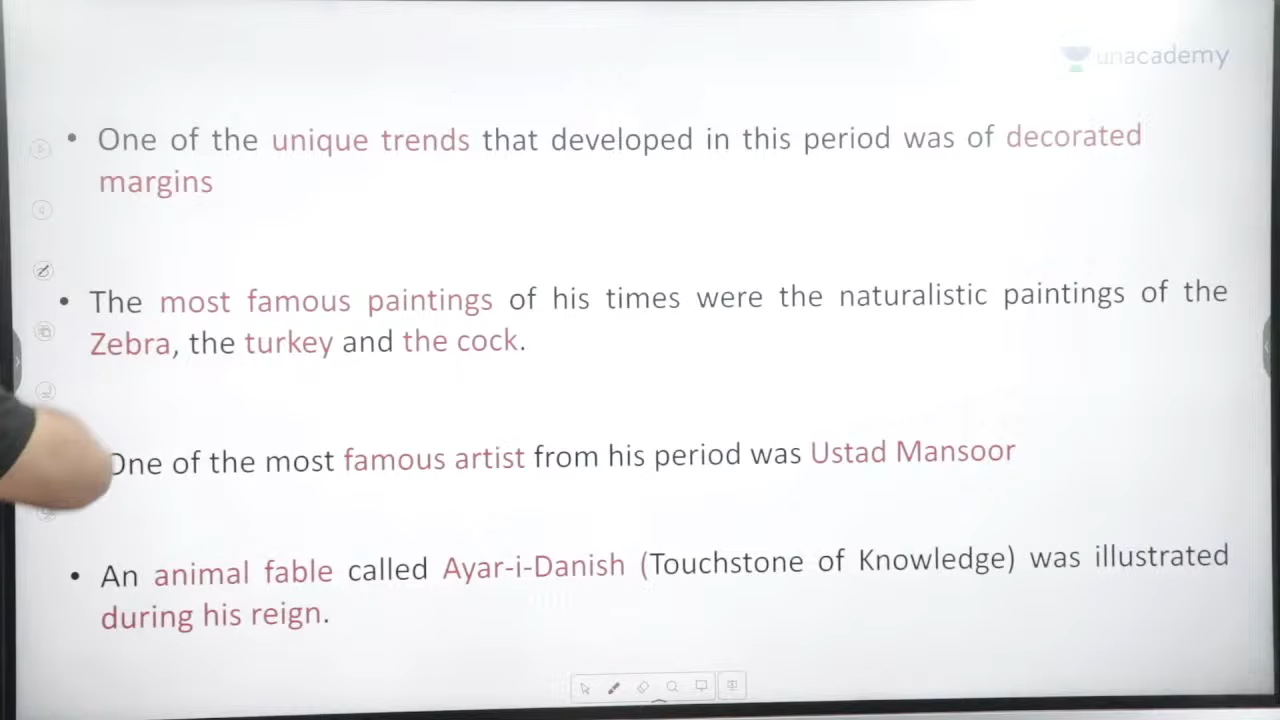 unacademy
• One of the unique trends that developed in this period was of decorated
margins
• The most famous paintings of his times were the naturalistic paintings of the
Zebra, the turkey and the cock.
One of the most famous artist from his period was Ustad Mansoor
• An animal fable called Ayar-i-Danish (Touchstone of Knowledge) was illustrated
during his reign.